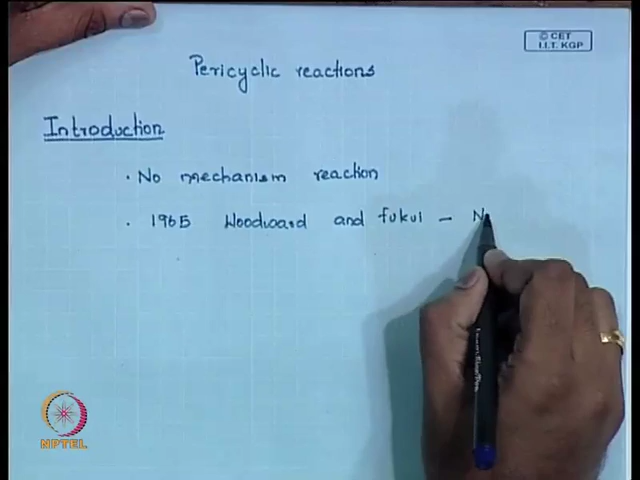 © CET
I.I.T. KGP
Pericyclic reactions
Introduction
· No mechanism reaction
· 1965 Woodward and fukui – N
NPTEL